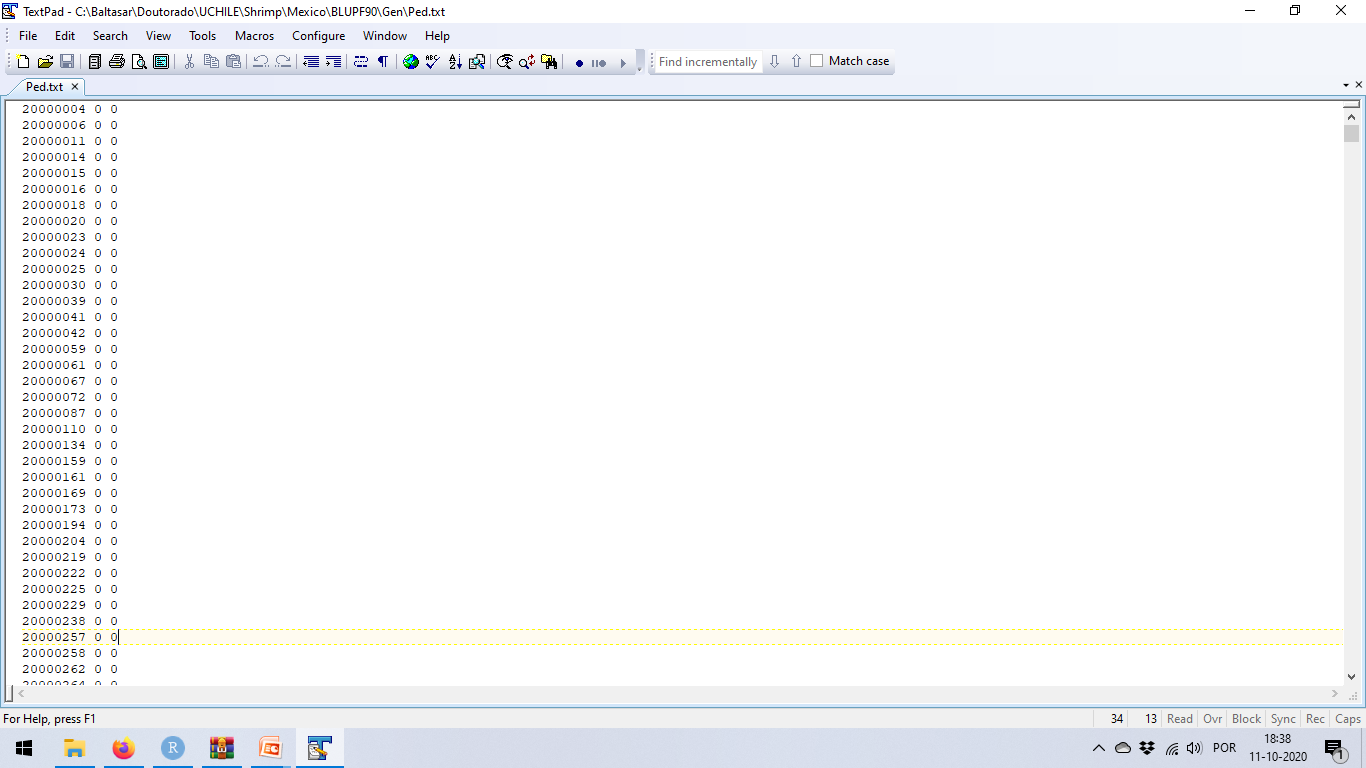 TextPad - C:\Baltasar\Doutorado\UCHILE\Shrimp\Mexico\BLUPF90\Gen\Ped.txt
File Edit Search View Tools Macros Configure Window Help
Find incrementally Match case
Ped.txt
20000004 0 0
20000006 0 0
20000011 0 0
20000014 0 0
20000015 0 0
20000016 0 0
20000018 0 0
20000020 0 0
20000023 0 0
20000024 0 0
20000025 0 0
20000030 0 0
20000039 0 0
20000041 0 0
20000042 0 0
20000059 0 0
20000061 0 0
20000067 0 0
20000072 0 0
20000087 0 0
20000110 0 0
20000134 0 0
20000159 0 0
20000161 0 0
20000169 0 0
20000173 0 0
20000194 0 0
20000204 0 0
20000219 0 0
20000222 0 0
20000225 0 0
20000229 0 0
20000238 0 0
20000257 0 0
20000258 0 0
20000262 0 0
20000264 0 0
For Help, press F1 34 13 Read Ovr Block Sync Rec Caps
POR 18:38
11-10-2020 1